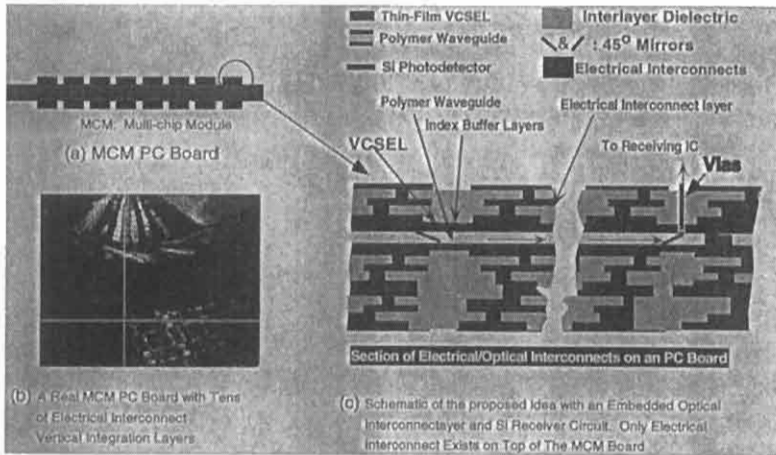 Thin-Film VCSEL
Polymer Waveguide
Si Photodetector
Interlayer Dielectric
& : 45° Mirrors
Electrical Interconnects
MCM: Multi-chip Module
(a) MCM PC Board
Polymer Waveguide
Index Buffer Layers
VCSEL
Electrical Interconnect layer
To Receiving IC
Vias
Section of Electrical/Optical Interconnects on an PC Board
(b) A Real MCM PC Board with Tens
of Electrical Interconnect
Vertical Integration Layers
(c) Schematic of the proposed Idea with an Embedded Optical
Interconnectlayer and Si Receiver Circuit. Only Electrical
Interconnect Exists on Top of The MCM Board